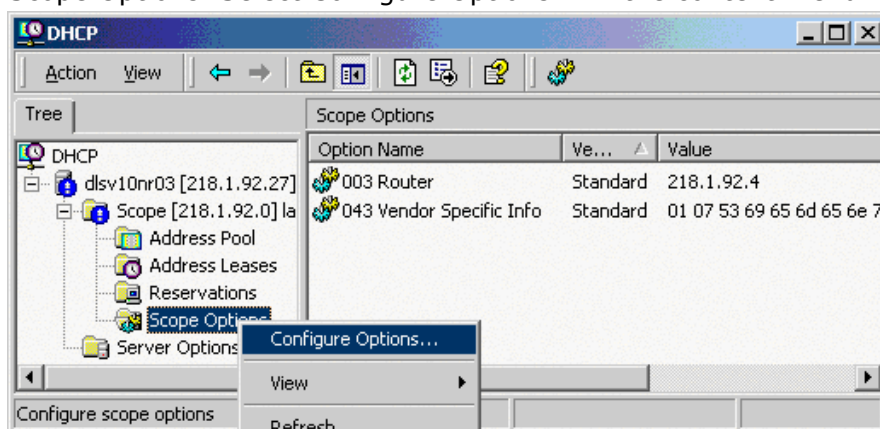 DHCP
Action View
Tree
Scope Options
Option Name Ve... Value
DHCP
dlsv10nr03 [218.1.92.27]
003 Router Standard 218.1.92.4
Scope [218.1.92.0] la
043 Vendor Specific Info Standard 01 07 53 69 65 6d 65 6e 7
Address Pool
Address Leases
Reservations
Scope Options
Server Options
Configure Options...
View
Configure scope options
Refresh